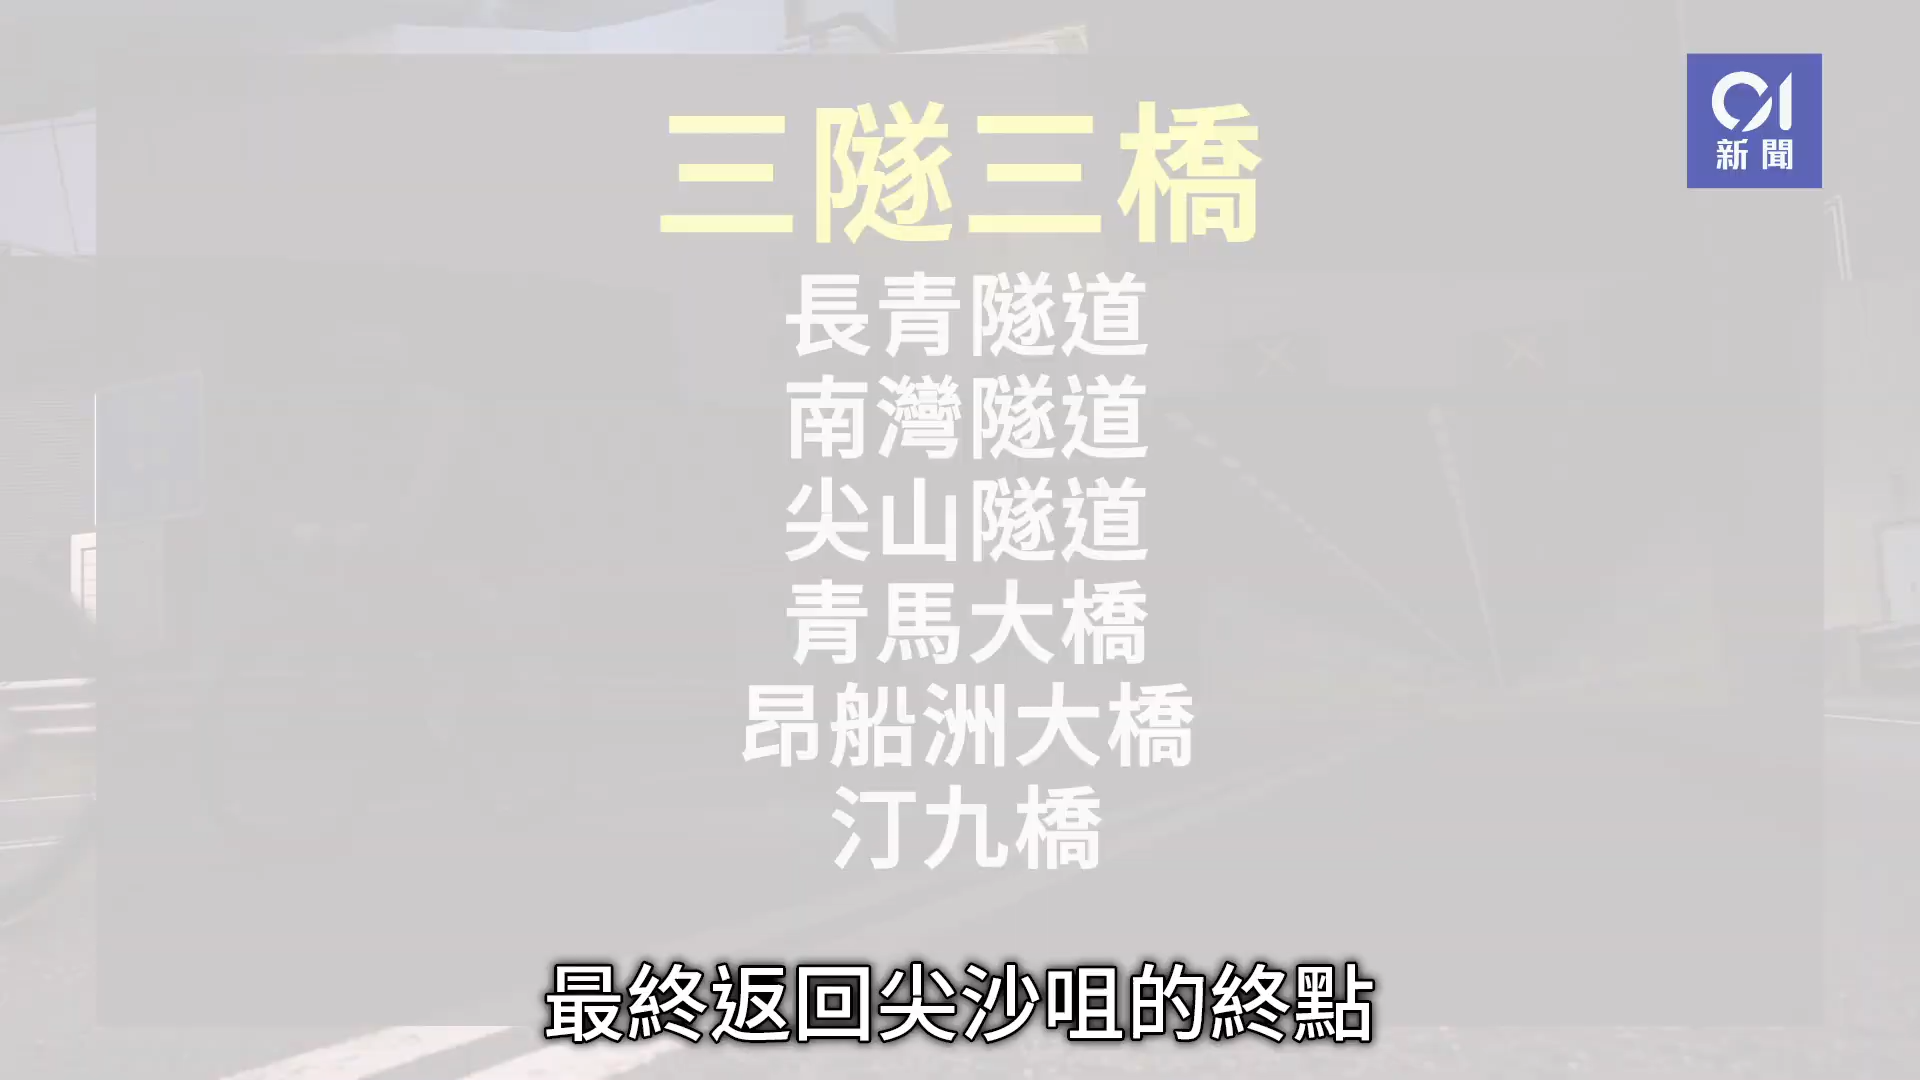 三隧三橋
01
新聞
長青隧道
南灣隧道
尖山隧道
青馬大橋
昂船洲大橋
汀九橋
最終返回尖沙咀的終點